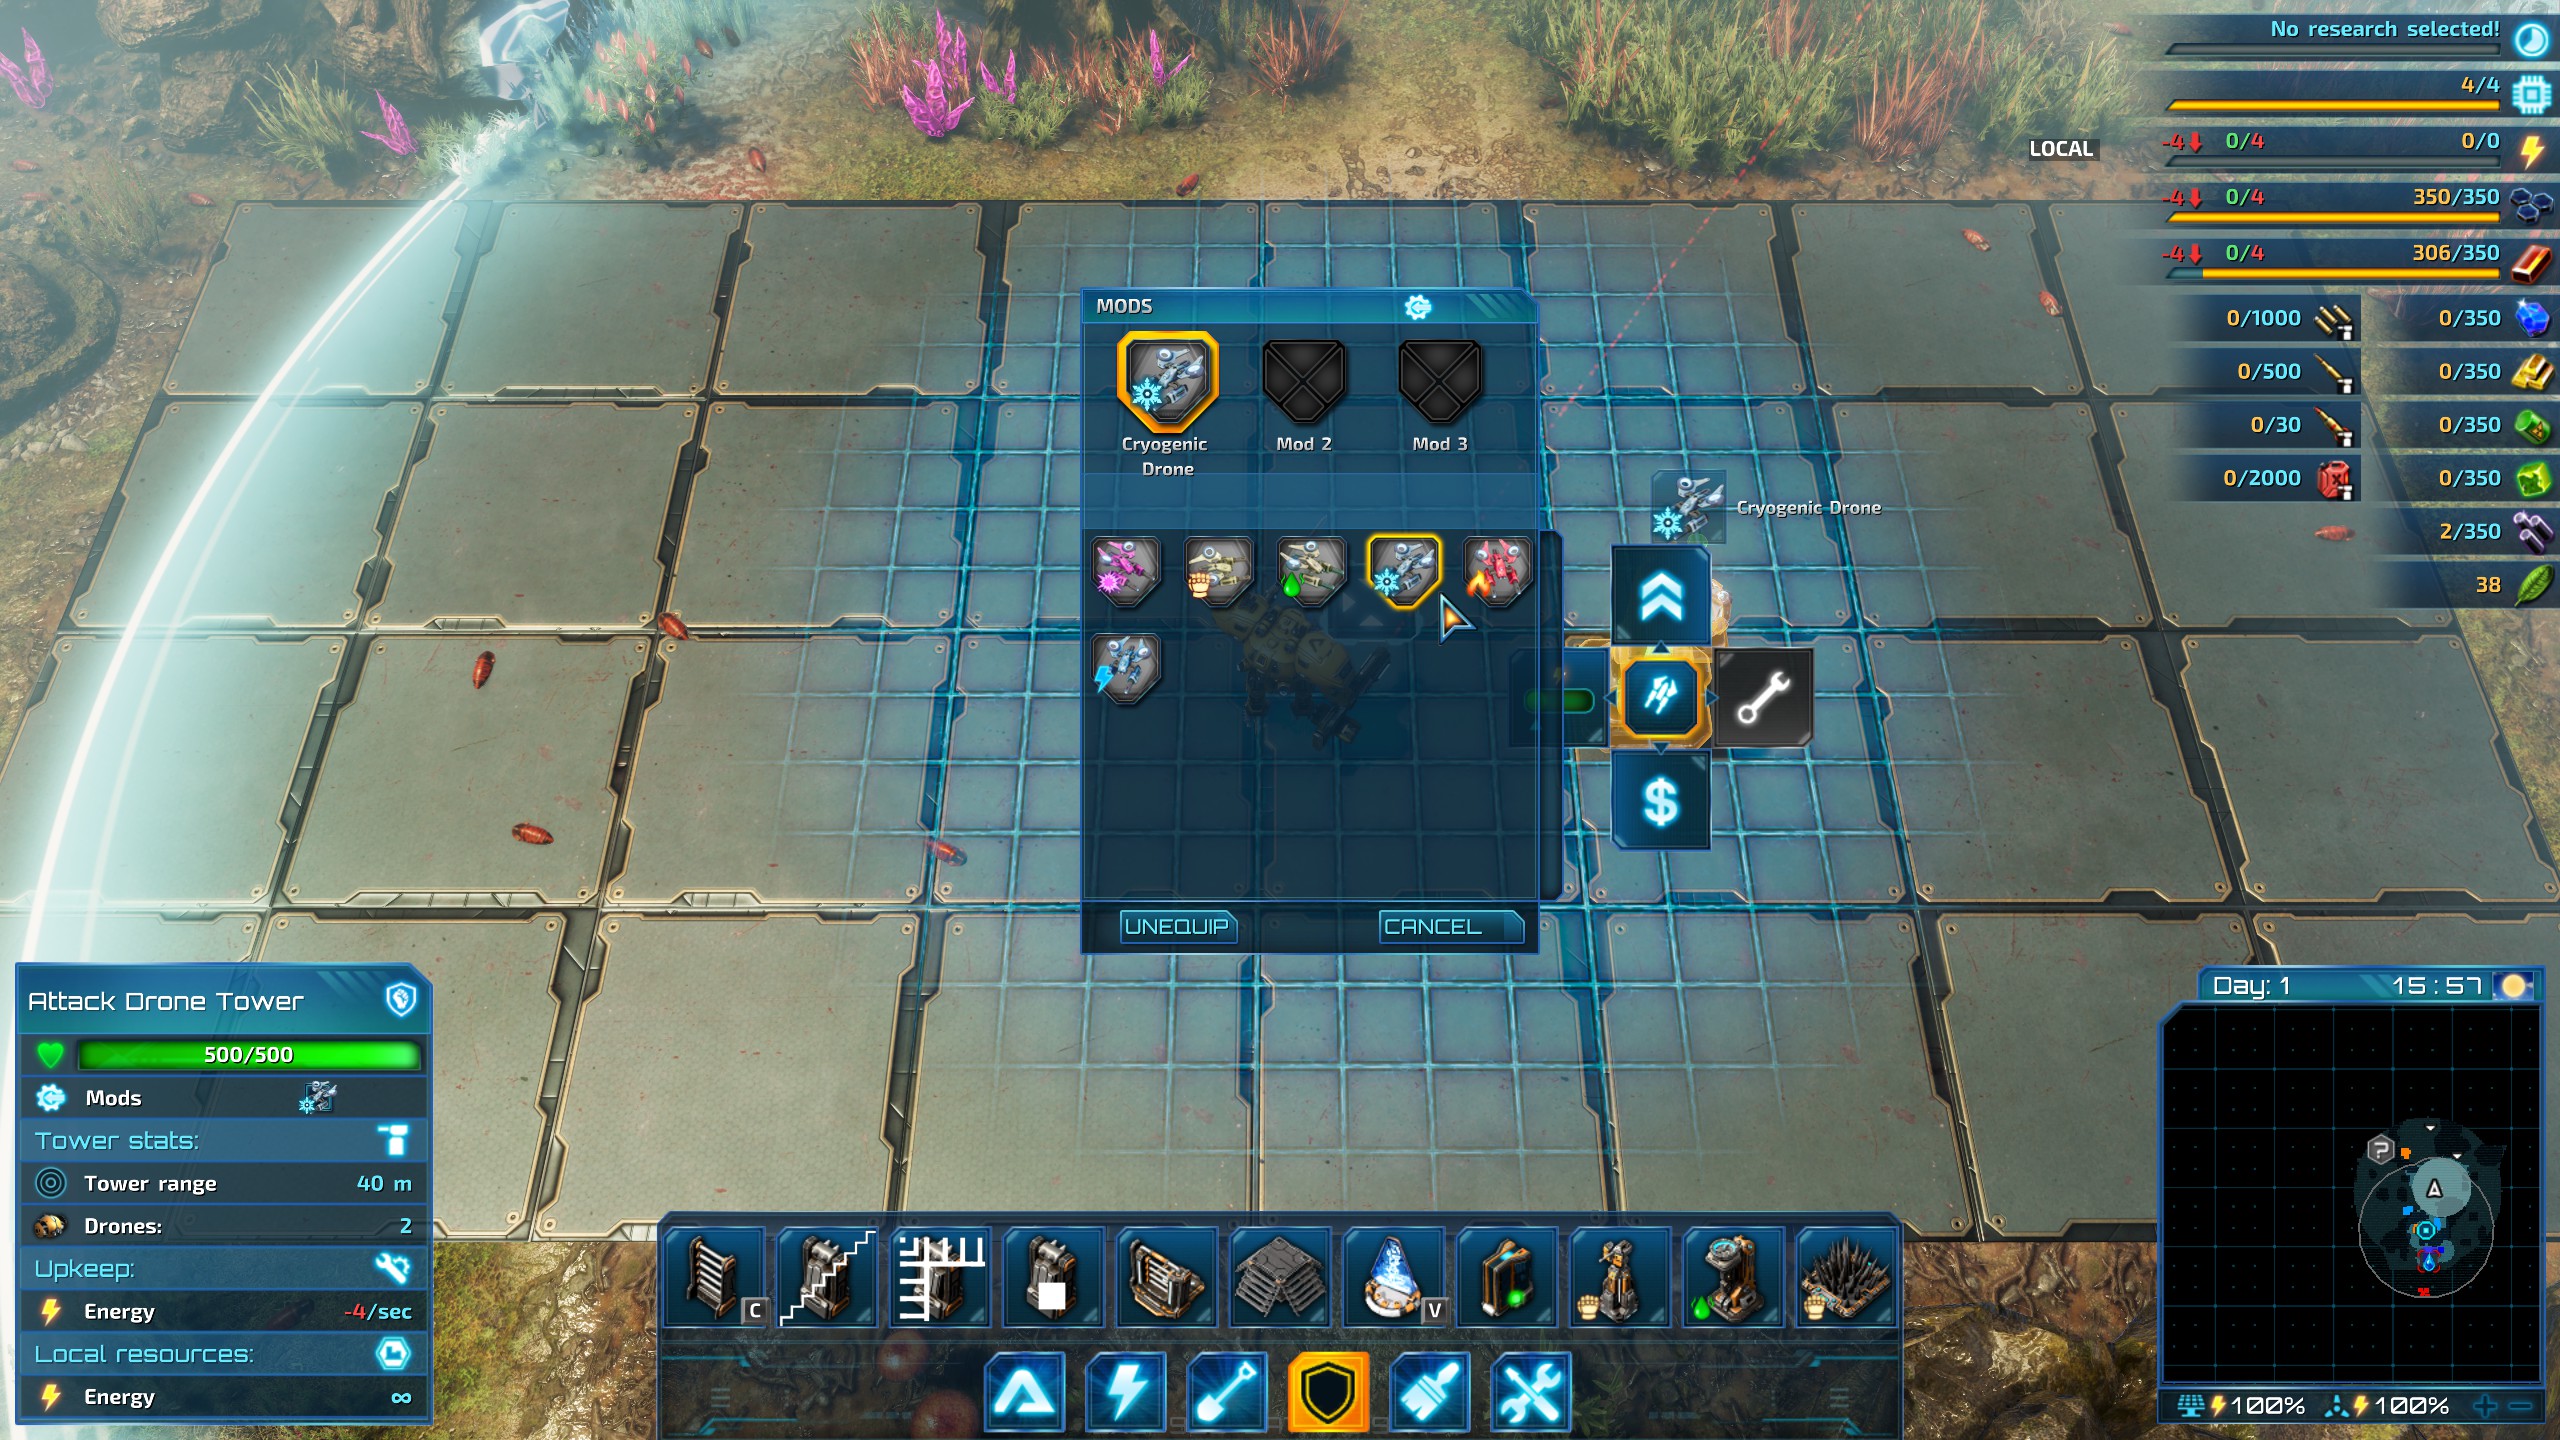 No research selected!
4/4
LOCAL
-4 0/4 0/0
-4 0/4 350/350
-4 0/4 306/350
0/1000 0/350
0/500 0/350
0/30 0/350
0/2000 0/350
2/350
38
MODS
Cryogenic
Drone
Mod 2
Mod 3
Cryogenic Drone
UNEQUIP
CANCEL
Attack Drone Tower
500/500
Mods
Tower stats:
Tower range 40 m
Drones: 2
Upkeep:
Energy -4/sec
Local resources:
Energy ∞
C
V
Day: 1 15:57
?
A
100% 100%